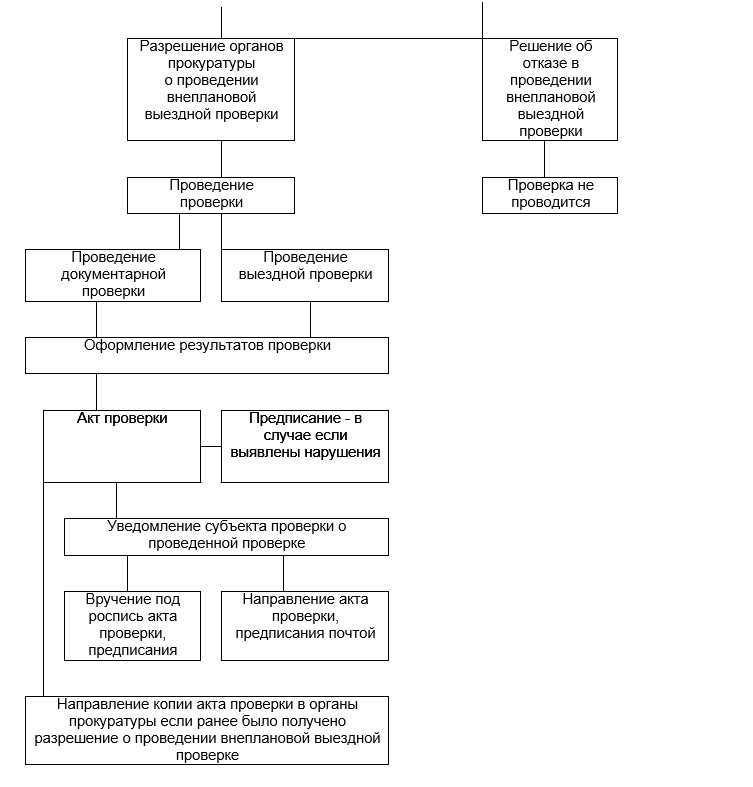 Разрешение органов
прокуратуры
о проведении
внеплановой
выездной проверки
Решение об
отказе в
проведении
внеплановой
выездной
проверки
Проведение
проверки
Проверка не
проводится
Проведение
документарной
проверки
Проведение
выездной проверки
Оформление результатов проверки
Акт проверки
Предписание - в
случае если
выявлены нарушения
Уведомление субъекта проверки о
проведенной проверке
Вручение под
роспись акта
проверки,
предписания
Направление акта
проверки,
предписания почтой
Направление копии акта проверки в органы
прокуратуры если ранее было получено
разрешение о проведении внеплановой выездной
проверке